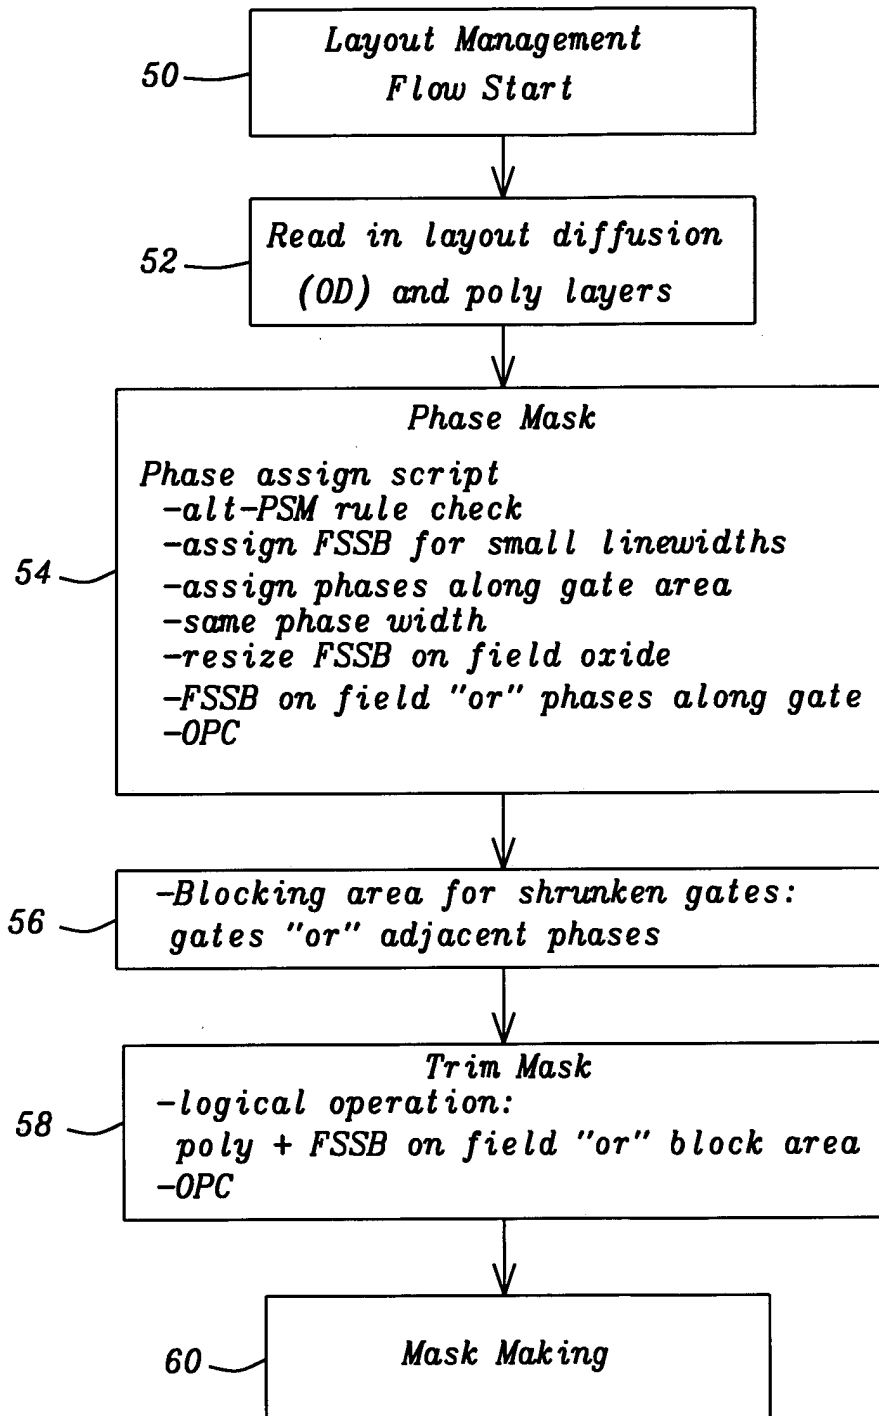 Layout Management
Flow Start
50
Read in layout diffusion
(OD) and poly layers
52
Phase Mask
Phase assign script
-alt-PSM rule check
-assign FSSB for small linewidths
-assign phases along gate area
-same phase width
-resize FSSB on field oxide
-FSSB on field "or" phases along gate
-OPC
54
-Blocking area for shrunken gates:
gates "or" adjacent phases
56
Trim Mask
-logical operation:
poly + FSSB on field "or" block area
-OPC
58
Mask Making
60